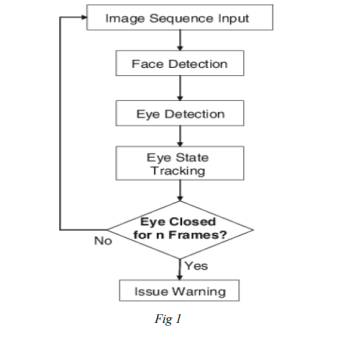 Image Sequence Input
Face Detection
Eye Detection
Eye State
Tracking
Eye Closed
for n Frames?
No
Yes
Issue Warning
Fig 1